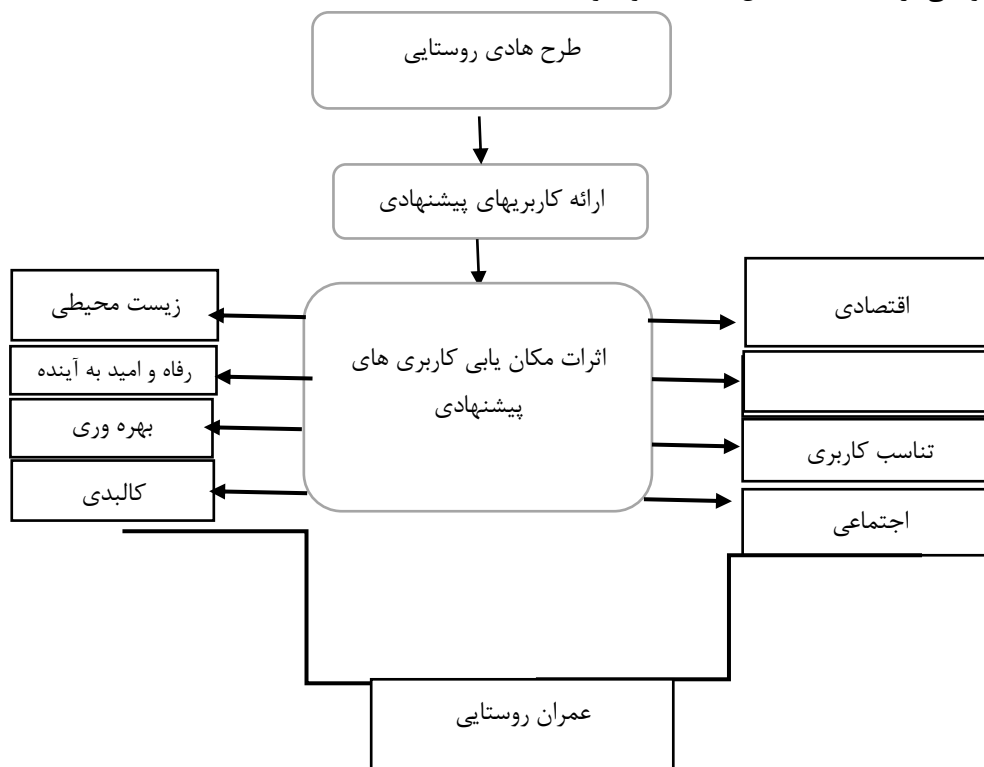 طرح هادی روستایی
ارائه کاربریهای پیشنهادی
اثرات مکان یابی کاربری های
پیشنهادی
اقتصادی
تناسب کاربری
اجتماعی
زیست محیطی
رفاه و امید به آینده
بهره وری
کالبدی
عمران روستایی